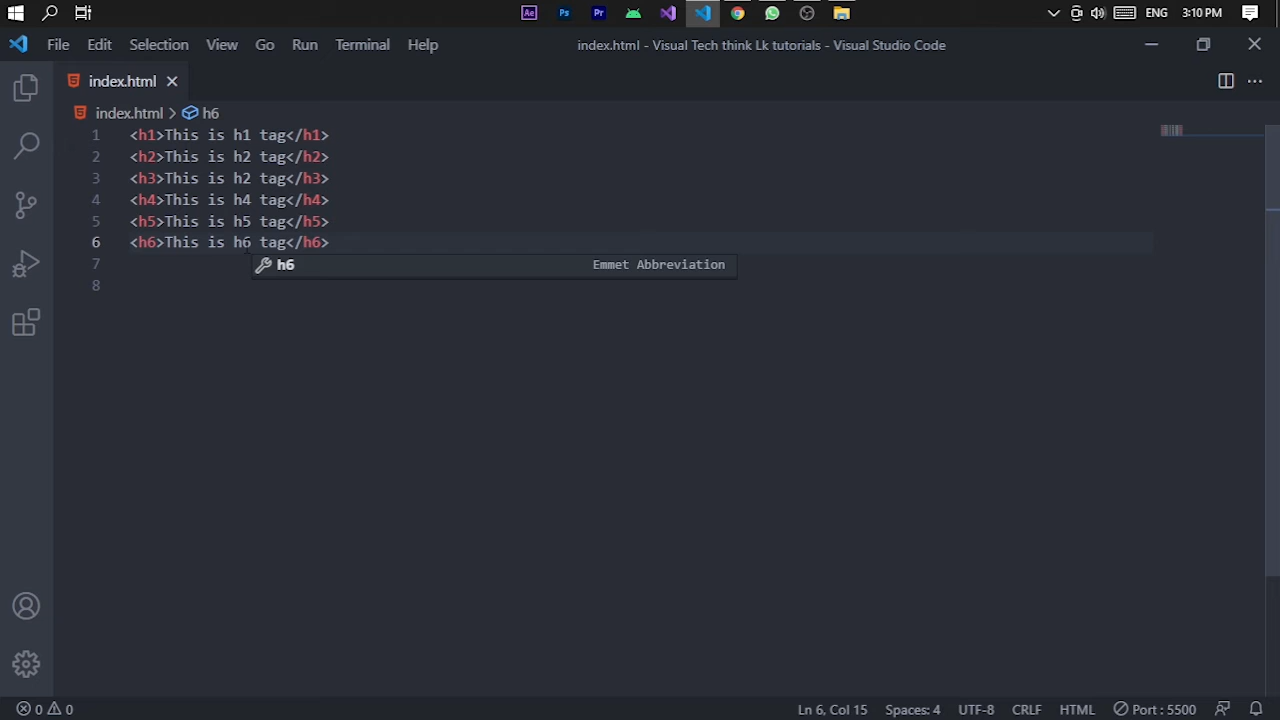 Ae Ps Pr ENG 3:10 PM
File Edit Selection View Go Run Terminal Help index.html - Visual Tech think Lk tutorials - Visual Studio Code
index.html
index.html > h6
1 <h1>This is h1 tag</h1>
2 <h2>This is h2 tag</h2>
3 <h3>This is h2 tag</h3>
4 <h4>This is h4 tag</h4>
5 <h5>This is h5 tag</h5>
6 <h6>This is h6 tag</h6>
7 h6 Emmet Abbreviation
8
0 0 Ln 6, Col 15 Spaces: 4 UTF-8 CRLF HTML Port : 5500